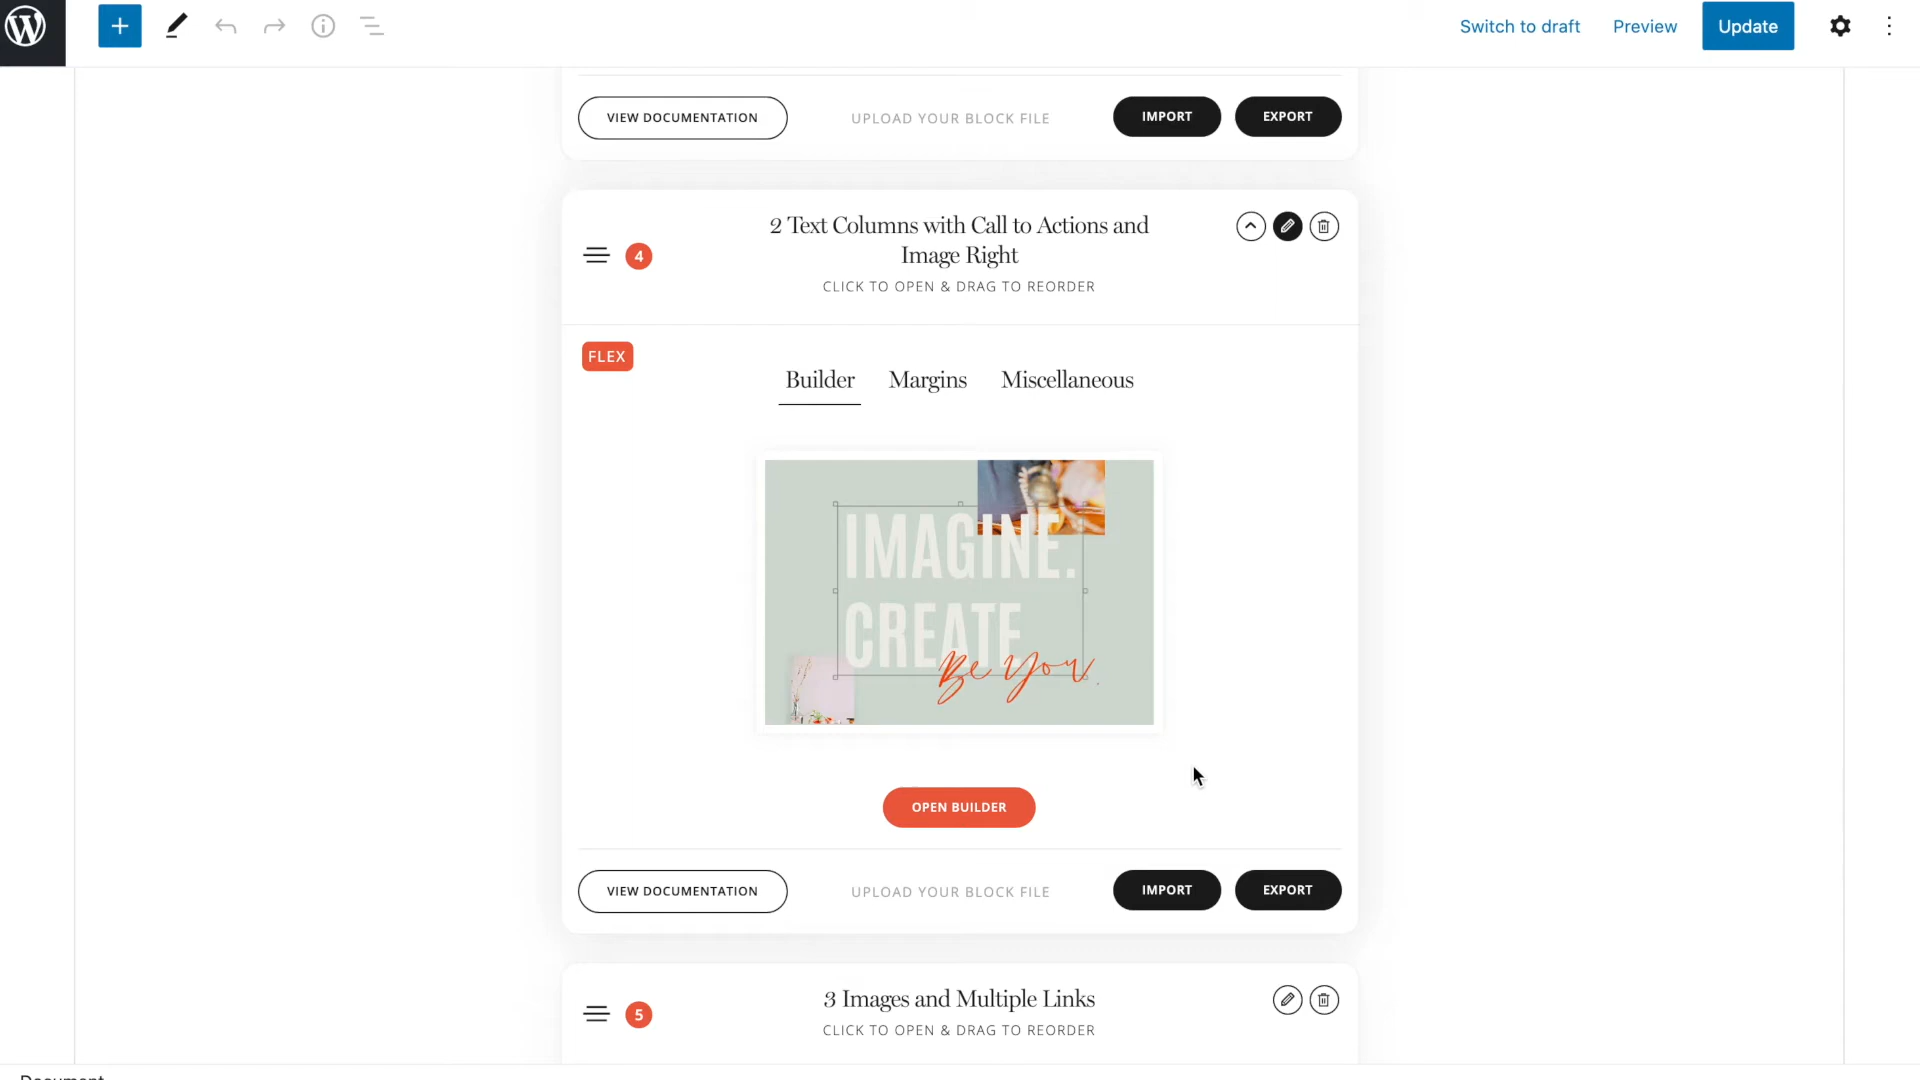 Switch to draft Preview Update
VIEW DOCUMENTATION UPLOAD YOUR BLOCK FILE IMPORT EXPORT
2 Text Columns with Call to Actions and
Image Right
4
CLICK TO OPEN & DRAG TO REORDER
FLEX
Builder Margins Miscellaneous
IMAGINE.
CREATE
Be You.
OPEN BUILDER
VIEW DOCUMENTATION UPLOAD YOUR BLOCK FILE IMPORT EXPORT
3 Images and Multiple Links
5
CLICK TO OPEN & DRAG TO REORDER
Document